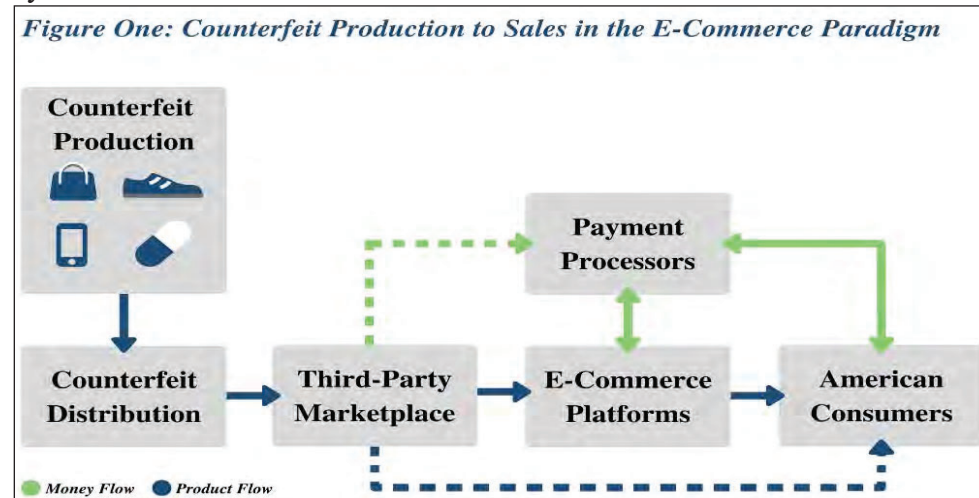 Figure One: Counterfeit Production to Sales in the E-Commerce Paradigm
Counterfeit
Production
Payment
Processors
Counterfeit
Distribution
Third-Party
Marketplace
E-Commerce
Platforms
American
Consumers
Money Flow
Product Flow